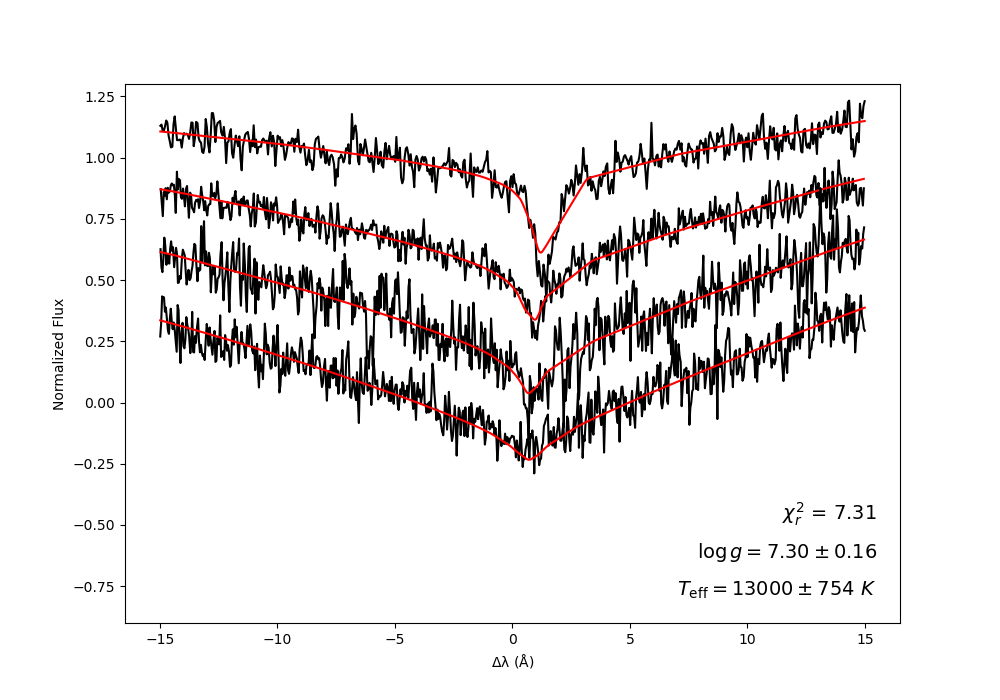 1.25
1.00
0.75
0.50
0.25
0.00
−0.25
−0.50
−0.75
Normalized Flux
χ²ᵣ = 7.31
log g = 7.30 ± 0.16
T_eff = 13000 ± 754 K
−15 −10 −5 0 5 10 15
Δλ (Å)